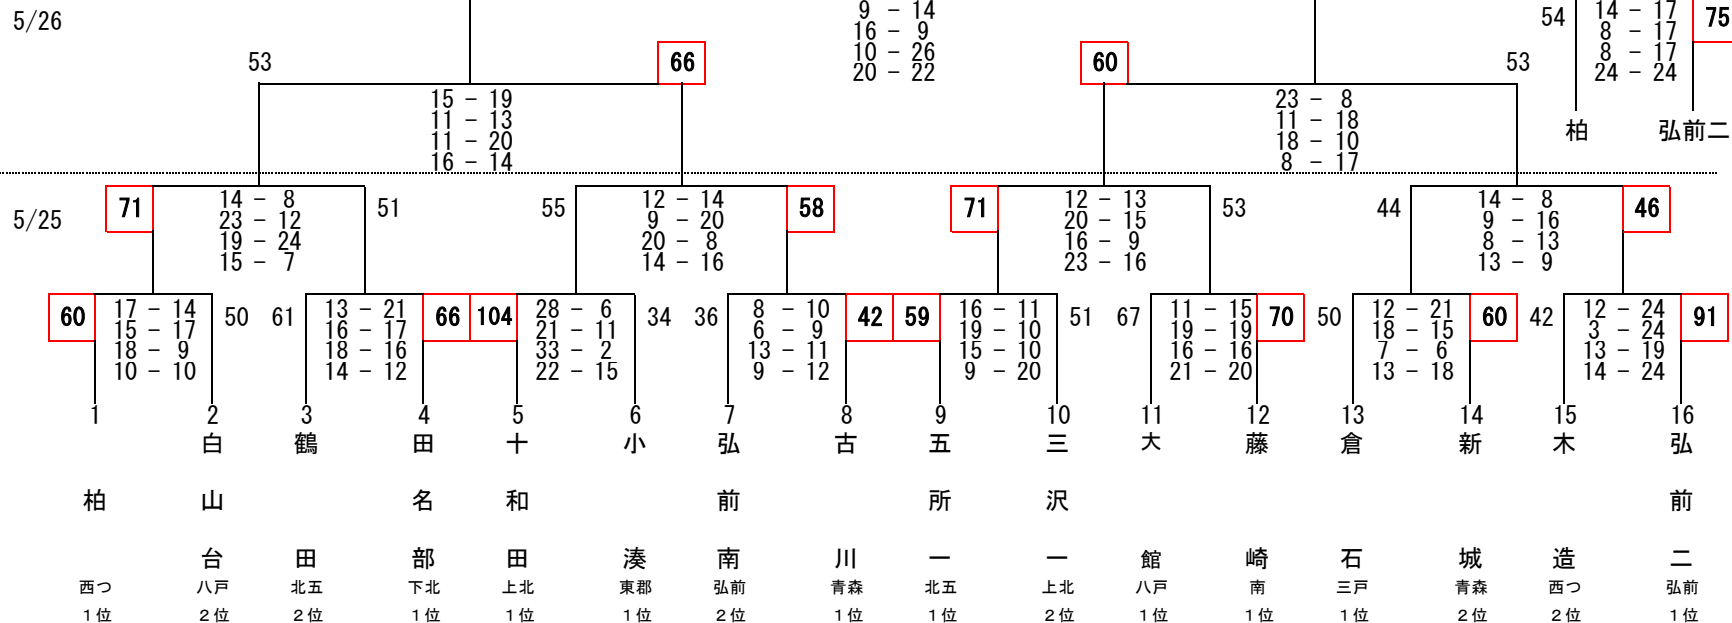 5/26
9 － 14
16 － 9
10 － 26
20 － 22
54
14 － 17
8 － 17
8 － 17
24 － 24
75
柏
弘前二
53
66
15 － 19
11 － 13
11 － 20
16 － 14
60
53
23 － 8
11 － 18
18 － 10
8 － 17
5/25
71
14 － 8
23 － 12
19 － 24
15 － 7
51
55
12 － 14
9 － 20
20 － 8
14 － 16
58
71
12 － 13
20 － 15
16 － 9
23 － 16
53
44
14 － 8
9 － 16
8 － 13
13 － 9
46
60
17 － 14
15 － 17
18 － 9
10 － 10
50
61
13 － 21
16 － 17
18 － 16
14 － 12
66
104
28 － 6
21 － 11
33 － 2
22 － 15
34
36
8 － 10
6 － 9
13 － 11
9 － 12
42
59
16 － 11
19 － 10
15 － 10
9 － 20
51
67
11 － 15
19 － 19
16 － 16
21 － 20
70
50
12 － 21
18 － 15
7 － 6
13 － 18
60
42
12 － 24
3 － 24
13 － 19
14 － 24
91
1 2 3 4 5 6 7 8 9 10 11 12 13 14 15 16
柏
白山台
鶴田
田名部
十和田
小湊
弘前南
古川
五所一
三沢一
大館
藤崎
倉石
新城
木造
弘前二
西つ 八戸 北五 下北 上北 東郡 弘前 青森 北五 上北 八戸 南 三戸 青森 西つ 弘前
１位 ２位 ２位 １位 １位 １位 ２位 １位 １位 ２位 １位 １位 １位 ２位 ２位 １位